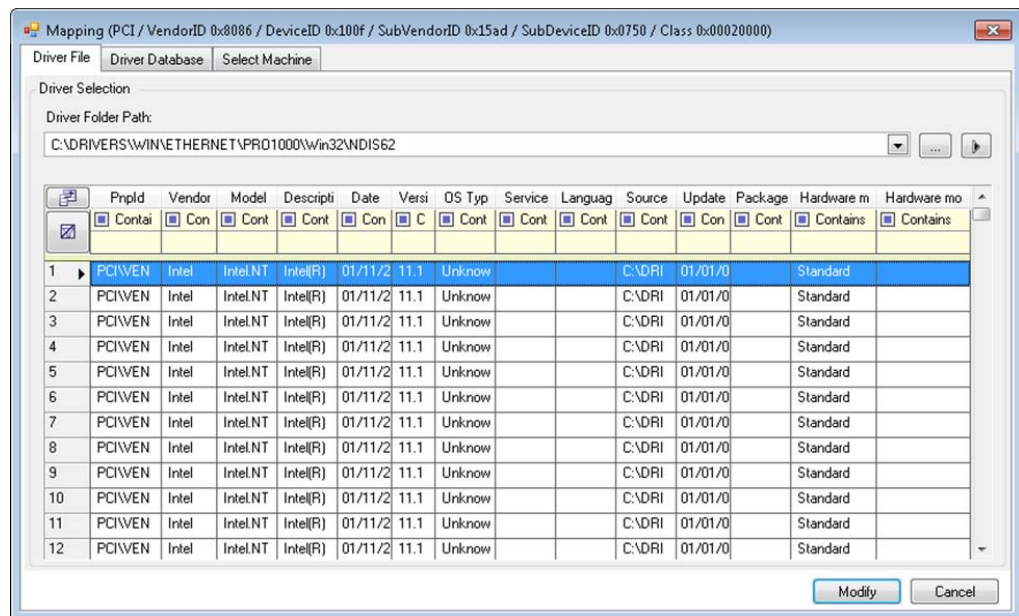 Mapping (PCI / VendorID 0x8086 / DeviceID 0x100f / SubVendorID 0x15ad / SubDeviceID 0x0750 / Class 0x00020000)
Driver File Driver Database Select Machine
Driver Selection
Driver Folder Path:
C:\DRIVERS\WIN\ETHERNET\PRO1000\Win32\NDIS62 ...
PnpId Vendor Model Descripti Date Versi OS Typ Service Languag Source Update Package Hardware m Hardware mo
Contai Con Cont Cont Con C Cont Cont Cont Cont Con Cont Contains Contains
1 PCI\VEN Intel Intel.NT Intel(R) 01/11/2 11.1 Unknow C:\DRI 01/01/0 Standard
2 PCI\VEN Intel Intel.NT Intel(R) 01/11/2 11.1 Unknow C:\DRI 01/01/0 Standard
3 PCI\VEN Intel Intel.NT Intel(R) 01/11/2 11.1 Unknow C:\DRI 01/01/0 Standard
4 PCI\VEN Intel Intel.NT Intel(R) 01/11/2 11.1 Unknow C:\DRI 01/01/0 Standard
5 PCI\VEN Intel Intel.NT Intel(R) 01/11/2 11.1 Unknow C:\DRI 01/01/0 Standard
6 PCI\VEN Intel Intel.NT Intel(R) 01/11/2 11.1 Unknow C:\DRI 01/01/0 Standard
7 PCI\VEN Intel Intel.NT Intel(R) 01/11/2 11.1 Unknow C:\DRI 01/01/0 Standard
8 PCI\VEN Intel Intel.NT Intel(R) 01/11/2 11.1 Unknow C:\DRI 01/01/0 Standard
9 PCI\VEN Intel Intel.NT Intel(R) 01/11/2 11.1 Unknow C:\DRI 01/01/0 Standard
10 PCI\VEN Intel Intel.NT Intel(R) 01/11/2 11.1 Unknow C:\DRI 01/01/0 Standard
11 PCI\VEN Intel Intel.NT Intel(R) 01/11/2 11.1 Unknow C:\DRI 01/01/0 Standard
12 PCI\VEN Intel Intel.NT Intel(R) 01/11/2 11.1 Unknow C:\DRI 01/01/0 Standard
Modify Cancel